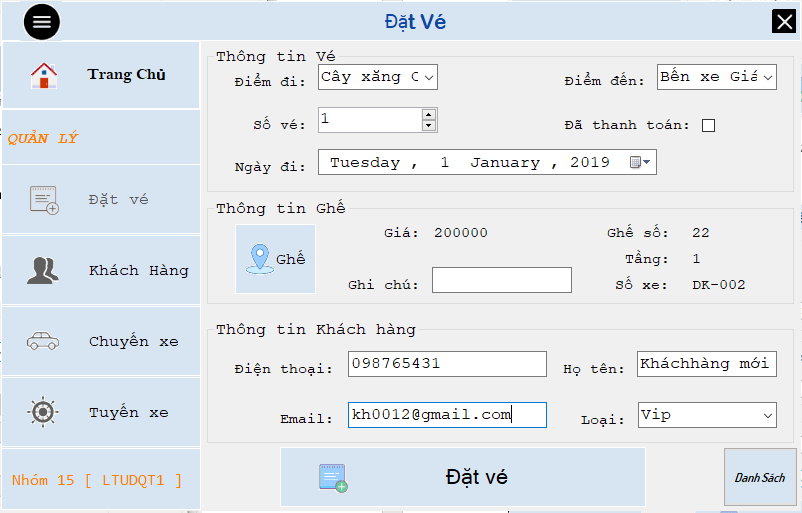 Đặt Vé
Trang Chủ
QUẢN LÝ
Đặt vé
Khách Hàng
Chuyến xe
Tuyến xe
Nhóm 15 [ LTUDQT1 ]
Thông tin Vé
Điểm đi: Cây xăng C Điểm đến: Bến xe Giá
Số vé: 1 Đã thanh toán:
Ngày đi: Tuesday , 1 January , 2019
Thông tin Ghế
Ghế
Giá: 200000 Ghế số: 22
Tầng: 1
Ghi chú: Số xe: DK-002
Thông tin Khách hàng
Điện thoại: 098765431 Họ tên: Kháchhàng mới
Email: kh0012@gmail.com Loại: Vip
Đặt vé
Danh Sách